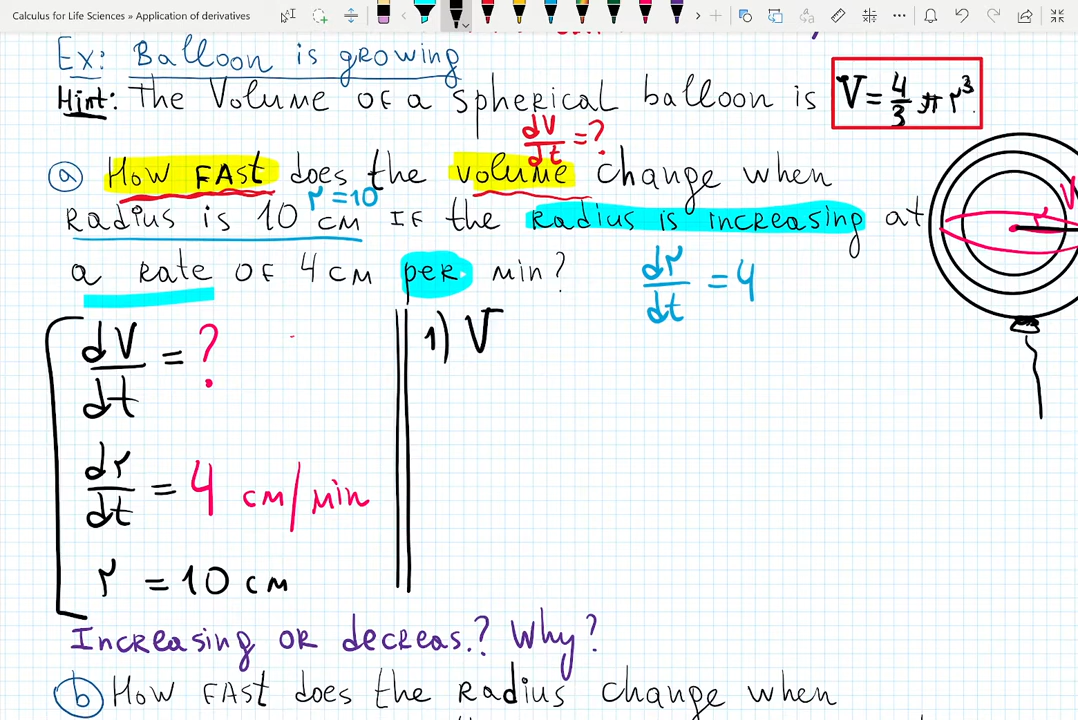 Calculus for Life Sciences » Application of derivatives
Ex: Balloon is growing
Hint: The Volume of a spherical balloon is V = 4/3 π r³
dV/dt = ?
a How FAST does the volume change when
r = 10
Radius is 10 cm IF the Radius is increasing at
a rate of 4 cm per min?
dr/dt = 4
dV/dt = ?
dr/dt = 4 cm/min
r = 10 cm
1) V
r
Increasing OR decreas.? Why?
b How FAST does the Radius change when